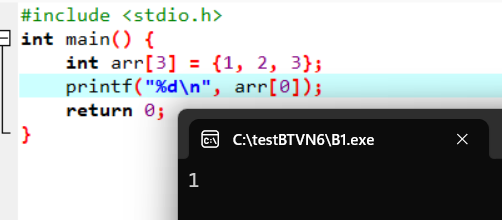 #include <stdio.h>
int main() {
    int arr[3] = {1, 2, 3};
    printf("%d\n", arr[0]);
    return 0;
}
C:\testBTVN6\B1.exe
1